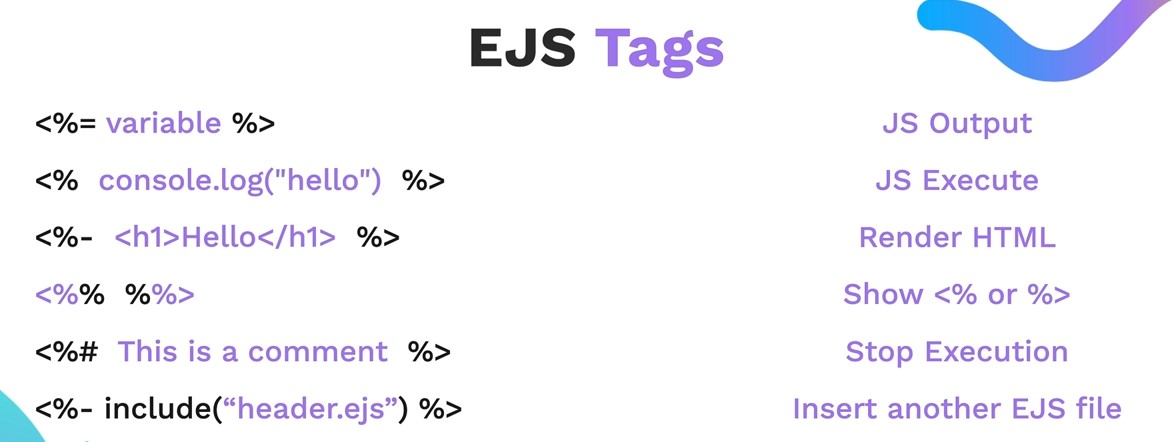 EJS Tags
<%= variable %> JS Output
<% console.log("hello") %> JS Execute
<%- <h1>Hello</h1> %> Render HTML
<%% %%> Show <% or %>
<%# This is a comment %> Stop Execution
<%- include(“header.ejs”) %> Insert another EJS file